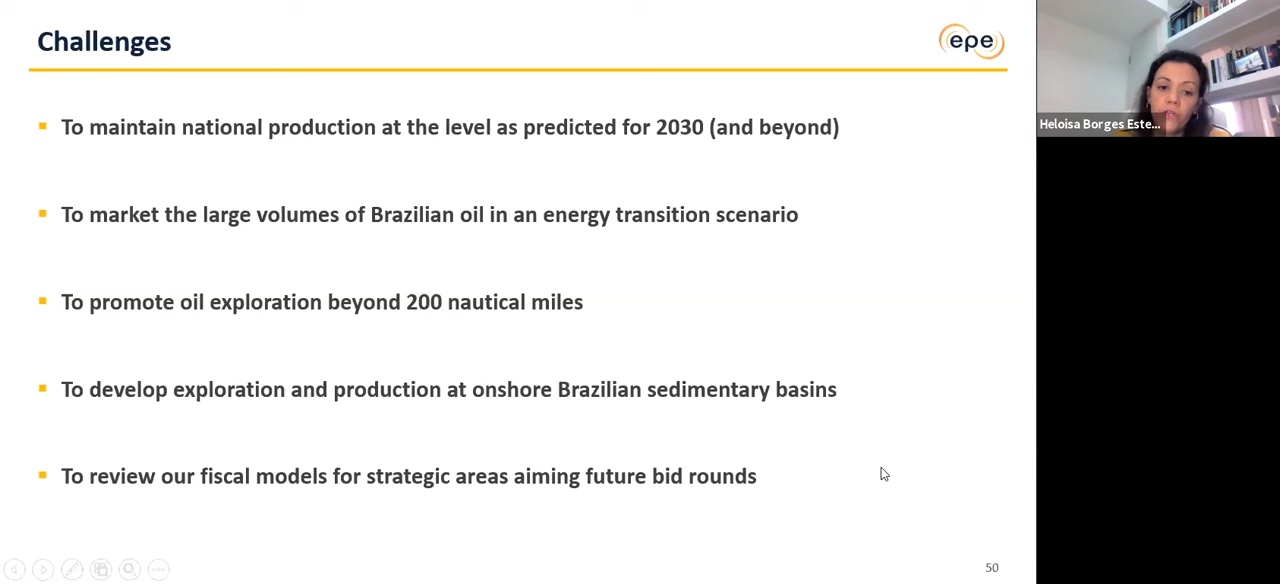 Challenges
epe
To maintain national production at the level as predicted for 2030 (and beyond)
To market the large volumes of Brazilian oil in an energy transition scenario
To promote oil exploration beyond 200 nautical miles
To develop exploration and production at onshore Brazilian sedimentary basins
To review our fiscal models for strategic areas aiming future bid rounds
50
Heloisa Borges Este...